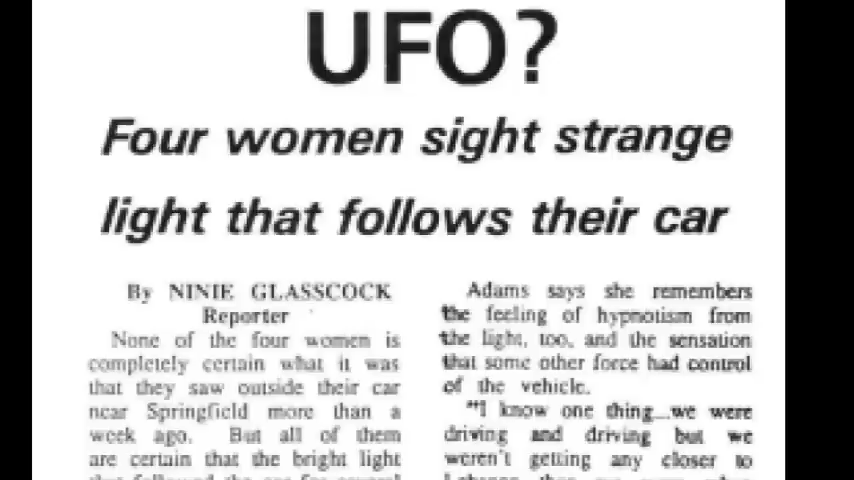 UFO?
Four women sight strange
light that follows their car
By NINIE GLASSCOCK
Reporter
None of the four women is
completely certain what it was
that they saw outside their car
near Springfield more than a
week ago. But all of them
are certain that the bright light
Adams says she remembers
the feeling of hypnotism from
the light, too, and the sensation
that some other force had control
of the vehicle.
"I know one thing...we were
driving and driving but we
weren't getting any closer to